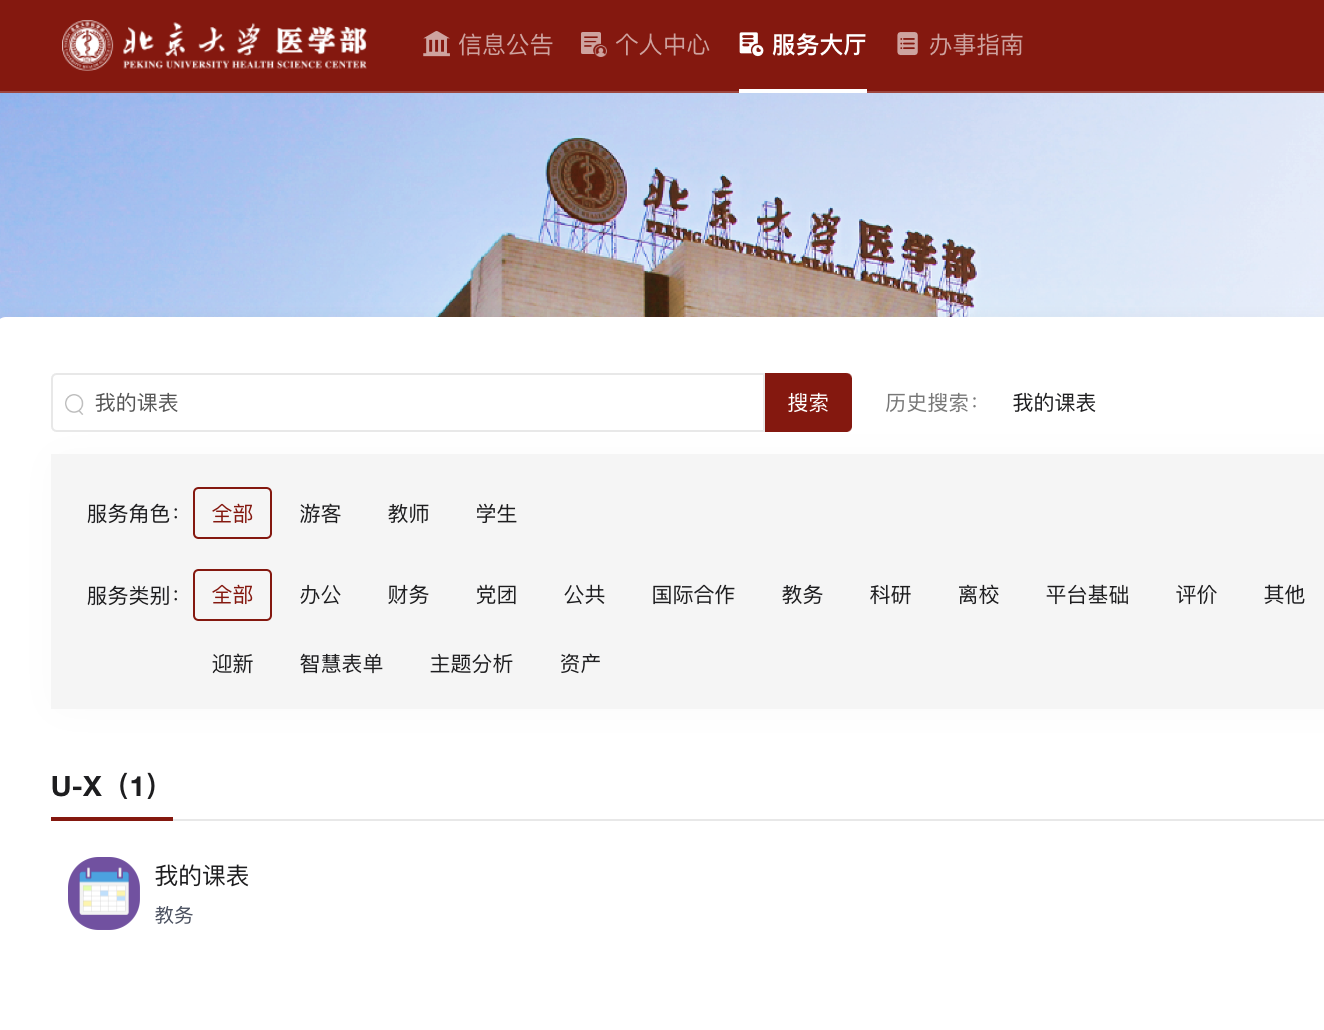 北京大学 医学部
PEKING UNIVERSITY HEALTH SCIENCE CENTER
信息公告 个人中心 服务大厅 办事指南
北京大学医学部
PEKING UNIVERSITY HEALTH SCIENCE CENTER
我的课表 搜索 历史搜索： 我的课表
服务角色： 全部 游客 教师 学生
服务类别： 全部 办公 财务 党团 公共 国际合作 教务 科研 离校 平台基础 评价 其他
迎新 智慧表单 主题分析 资产
U-X（1）
我的课表
教务